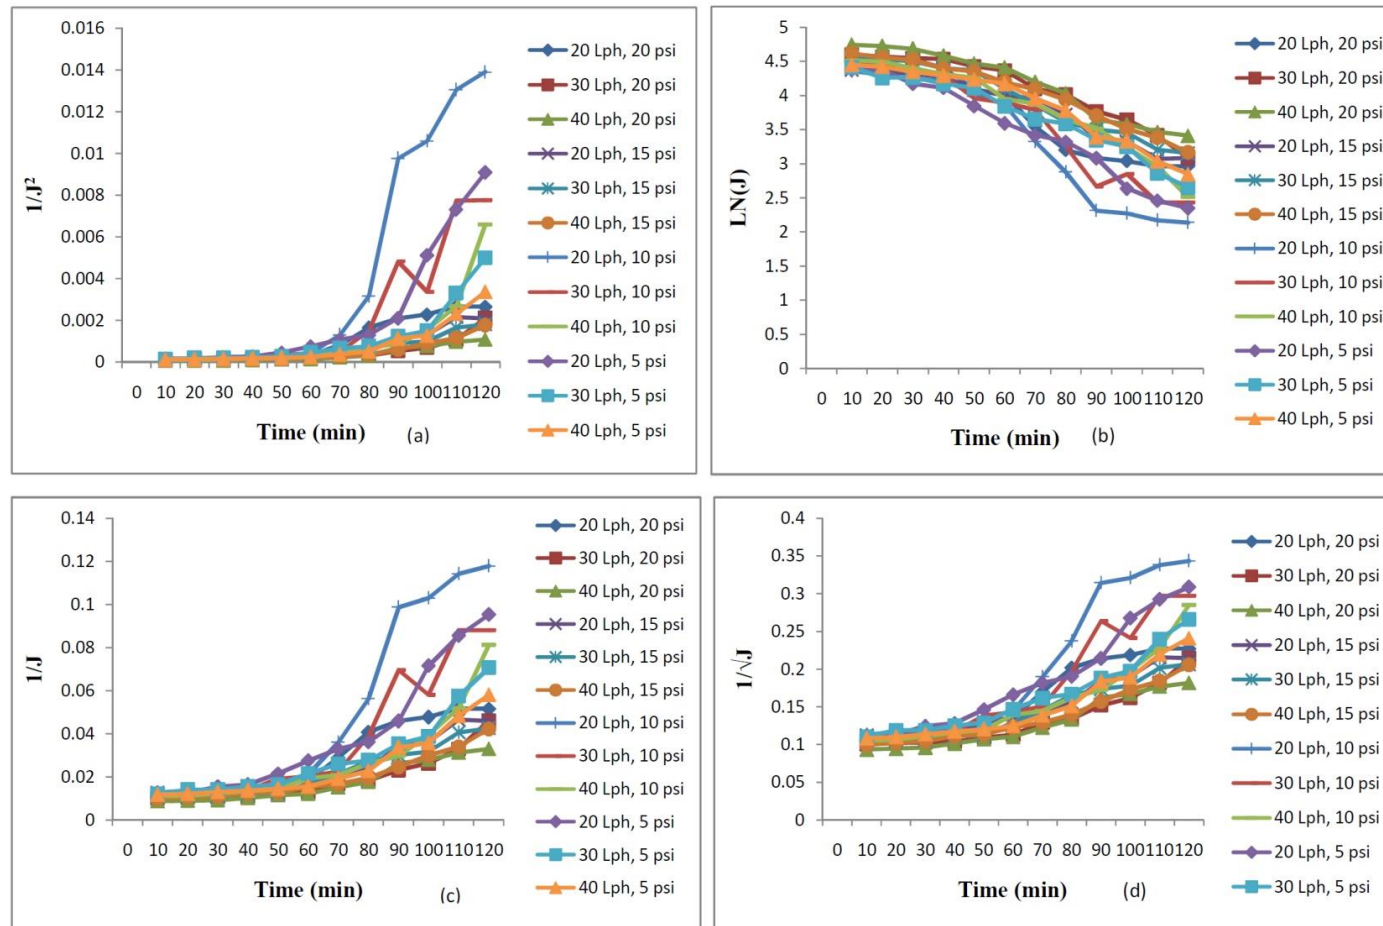 0.016
0.014
0.012
0.01
0.008
0.006
0.004
0.002
0
1/J²
0 10 20 30 40 50 60 70 80 90 100 110 120
Time (min)
(a)
20 Lph, 20 psi
30 Lph, 20 psi
40 Lph, 20 psi
20 Lph, 15 psi
30 Lph, 15 psi
40 Lph, 15 psi
20 Lph, 10 psi
30 Lph, 10 psi
40 Lph, 10 psi
20 Lph, 5 psi
30 Lph, 5 psi
40 Lph, 5 psi
5
4.5
4
3.5
3
2.5
2
1.5
1
0.5
0
LN(J)
0 10 20 30 40 50 60 70 80 90 100 110 120
Time (min)
(b)
20 Lph, 20 psi
30 Lph, 20 psi
40 Lph, 20 psi
20 Lph, 15 psi
30 Lph, 15 psi
40 Lph, 15 psi
20 Lph, 10 psi
30 Lph, 10 psi
40 Lph, 10 psi
20 Lph, 5 psi
30 Lph, 5 psi
40 Lph, 5 psi
0.14
0.12
0.1
0.08
0.06
0.04
0.02
0
1/J
0 10 20 30 40 50 60 70 80 90 100 110 120
Time (min)
(c)
20 Lph, 20 psi
30 Lph, 20 psi
40 Lph, 20 psi
20 Lph, 15 psi
30 Lph, 15 psi
40 Lph, 15 psi
20 Lph, 10 psi
30 Lph, 10 psi
40 Lph, 10 psi
20 Lph, 5 psi
30 Lph, 5 psi
40 Lph, 5 psi
0.4
0.35
0.3
0.25
0.2
0.15
0.1
0.05
0
1/√J
0 10 20 30 40 50 60 70 80 90 100 110 120
Time (min)
(d)
20 Lph, 20 psi
30 Lph, 20 psi
40 Lph, 20 psi
20 Lph, 15 psi
30 Lph, 15 psi
40 Lph, 15 psi
20 Lph, 10 psi
30 Lph, 10 psi
40 Lph, 10 psi
20 Lph, 5 psi
30 Lph, 5 psi